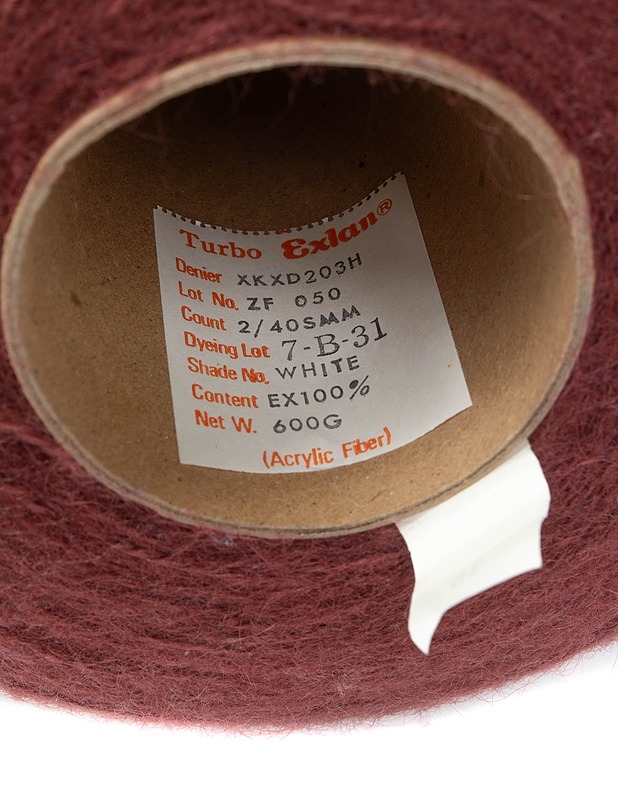 Turbo Exlan®
Denier XKXD203H
Lot No. ZF 050
Count 2/40SMM
Dyeing Lot 7-B-31
Shade No. WHITE
Content EX100%
Net W. 600G
(Acrylic Fiber)